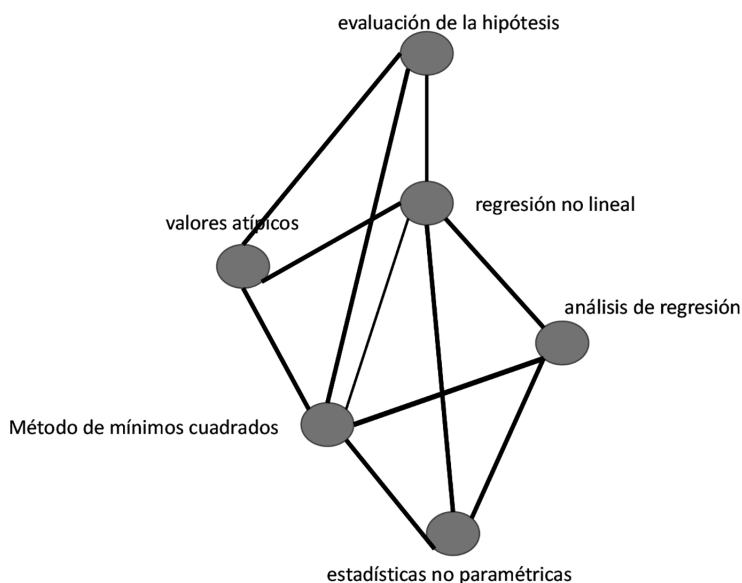 evaluación de la hipótesis
regresión no lineal
valores atípicos
análisis de regresión
Método de mínimos cuadrados
estadísticas no paramétricas